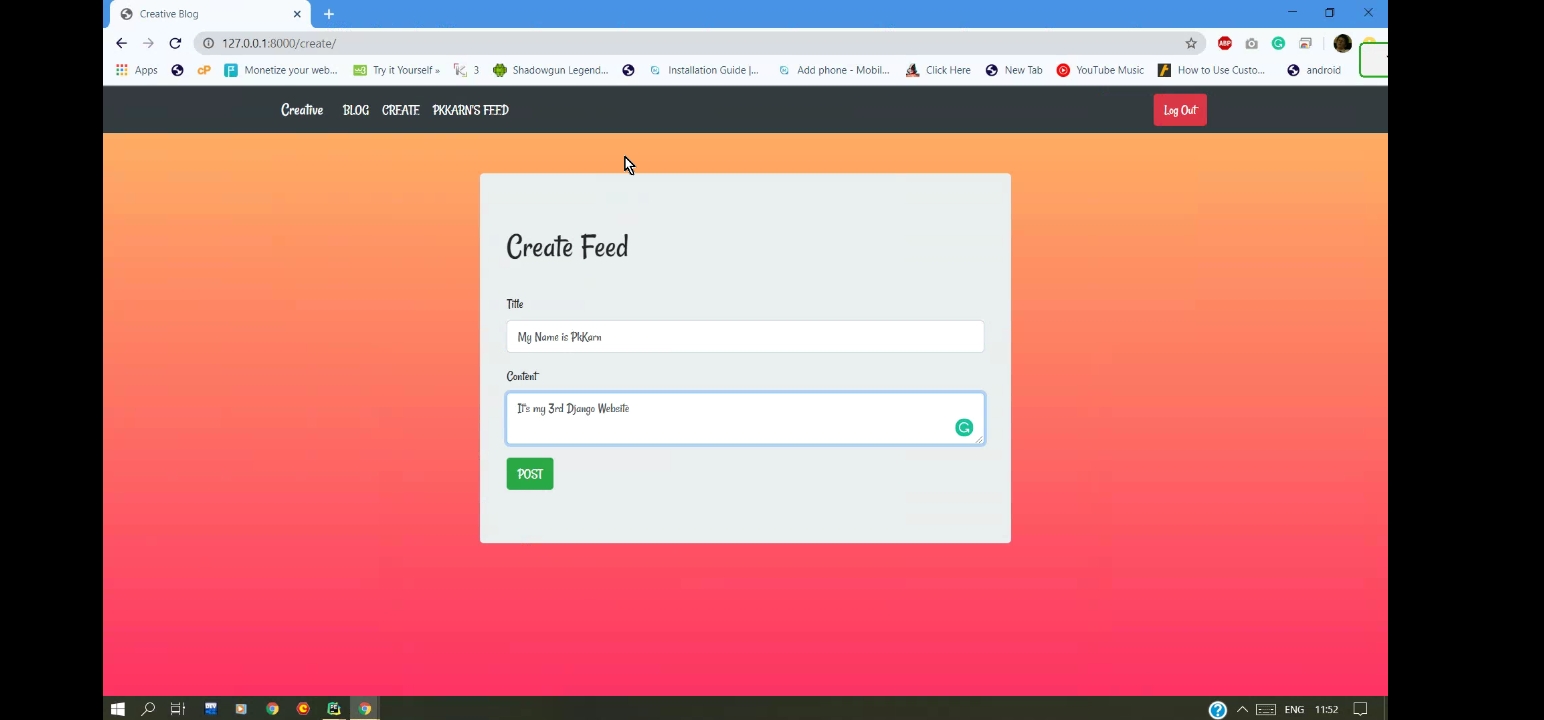 Creative Blog
127.0.0.1:8000/create/
ABP
Apps cP Monetize your web... Try it Yourself » 3 Shadowgun Legend... Installation Guide |... Add phone - Mobil... Click Here New Tab YouTube Music How to Use Custo... android
Creative BLOG CREATE PKKARN'S FEED Log Out
Create Feed
Title
My Name is PkKarn
Content
It's my 3rd Django Website
POST
ENG 11:52